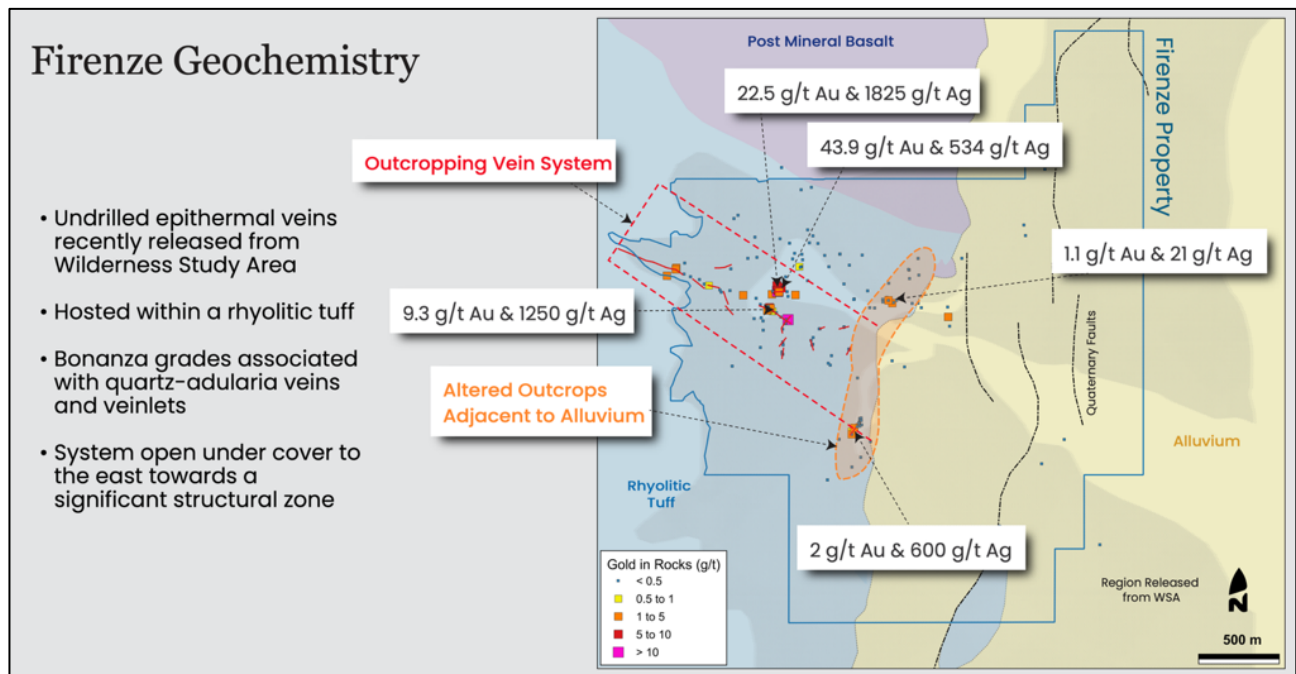 Firenze Geochemistry
• Undrilled epithermal veins
recently released from
Wilderness Study Area
• Hosted within a rhyolitic tuff
• Bonanza grades associated
with quartz-adularia veins
and veinlets
• System open under cover to
the east towards a
significant structural zone
Post Mineral Basalt
22.5 g/t Au & 1825 g/t Ag
43.9 g/t Au & 534 g/t Ag
Outcropping Vein System
Firenze Property
1.1 g/t Au & 21 g/t Ag
9.3 g/t Au & 1250 g/t Ag
Quaternary Faults
Altered Outcrops
Adjacent to Alluvium
Alluvium
Rhyolitic
Tuff
2 g/t Au & 600 g/t Ag
Gold in Rocks (g/t)
< 0.5
0.5 to 1
1 to 5
5 to 10
> 10
Region Released
from WSA
N
500 m